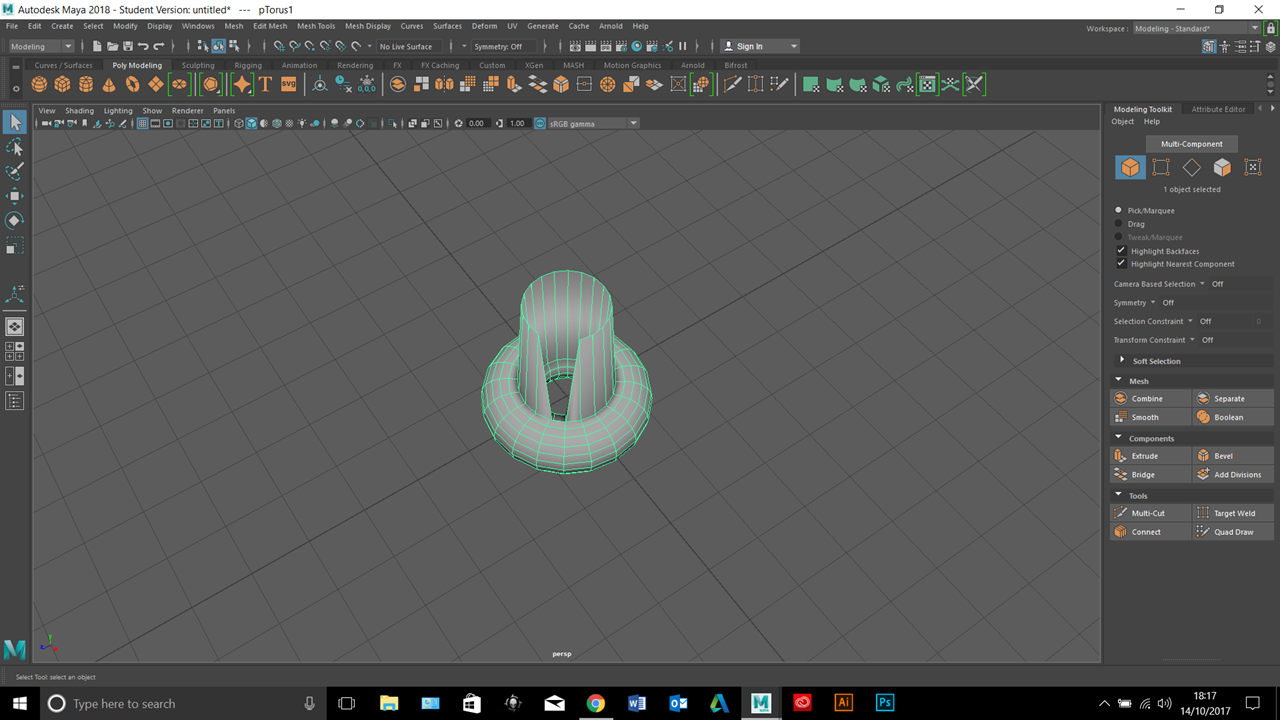 Autodesk Maya 2018 - Student Version: untitled*   ---   pTorus1
File Edit Create Select Modify Display Windows Mesh Edit Mesh Mesh Tools Mesh Display Curves Surfaces Deform UV Generate Cache Arnold Help
Workspace : Modeling - Standard*
Modeling No Live Surface Symmetry: Off Sign In
Curves / Surfaces Poly Modeling Sculpting Rigging Animation Rendering FX FX Caching Custom XGen MASH Motion Graphics Arnold Bifrost
SVG
0,0,0
View Shading Lighting Show Renderer Panels
0.00 1.00 sRGB gamma
Modeling Toolkit Attribute Editor
Object Help
Multi-Component
1 object selected
Pick/Marquee
Drag
Tweak/Marquee
Highlight Backfaces
Highlight Nearest Component
Camera Based Selection Off
Symmetry Off
Selection Constraint Off 0
Transform Constraint Off
Soft Selection
Mesh
Combine Separate
Smooth Boolean
Components
Extrude Bevel
Bridge Add Divisions
Tools
Multi-Cut Target Weld
Connect Quad Draw
persp
Select Tool: select an object
Type here to search
18:17
14/10/2017